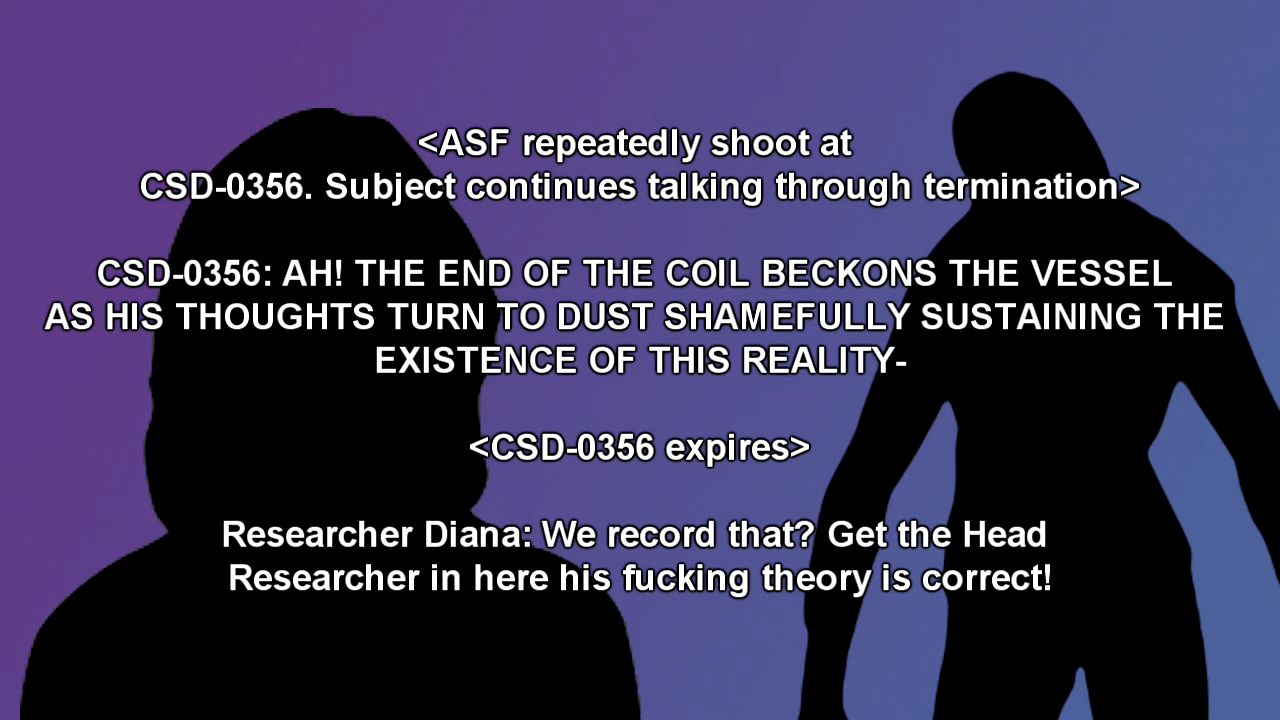 <ASF repeatedly shoot at
CSD-0356. Subject continues talking through termination>
CSD-0356: AH! THE END OF THE COIL BECKONS THE VESSEL
AS HIS THOUGHTS TURN TO DUST SHAMEFULLY SUSTAINING THE
EXISTENCE OF THIS REALITY-
<CSD-0356 expires>
Researcher Diana: We record that? Get the Head
Researcher in here his fucking theory is correct!